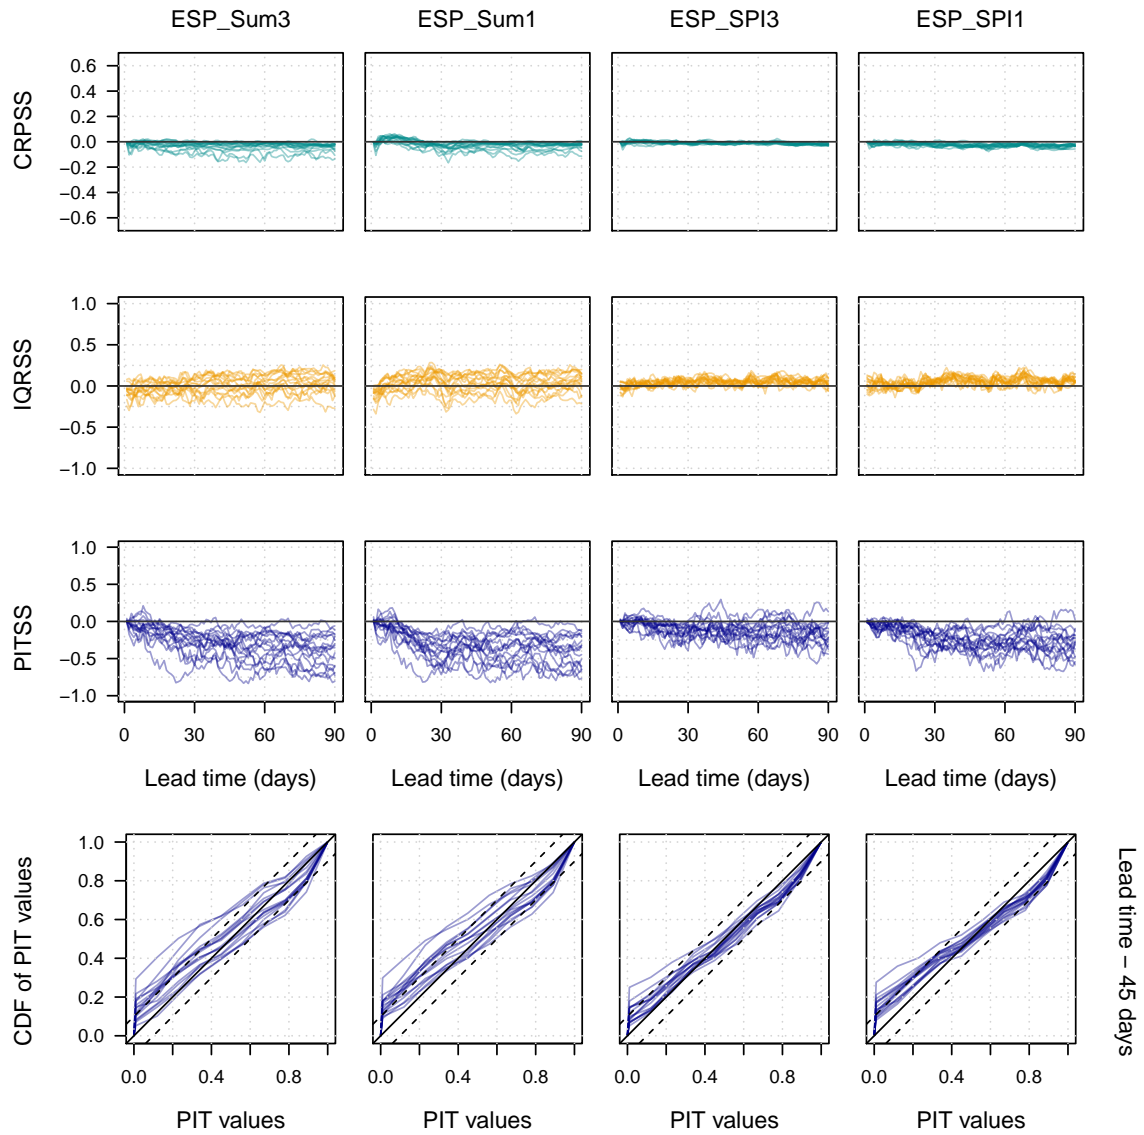 ESP_Sum3 ESP_Sum1 ESP_SPI3 ESP_SPI1
CRPSS
0.6
0.4
0.2
0.0
−0.2
−0.4
−0.6
IQRSS
1.0
0.5
0.0
−0.5
−1.0
PITSS
1.0
0.5
0.0
−0.5
−1.0
0 30 60 90 0 30 60 90 0 30 60 90 0 30 60 90
Lead time (days) Lead time (days) Lead time (days) Lead time (days)
CDF of PIT values
1.0
0.8
0.6
0.4
0.2
0.0
0.0 0.4 0.8 0.0 0.4 0.8 0.0 0.4 0.8 0.0 0.4 0.8
PIT values PIT values PIT values PIT values
Lead time − 45 days